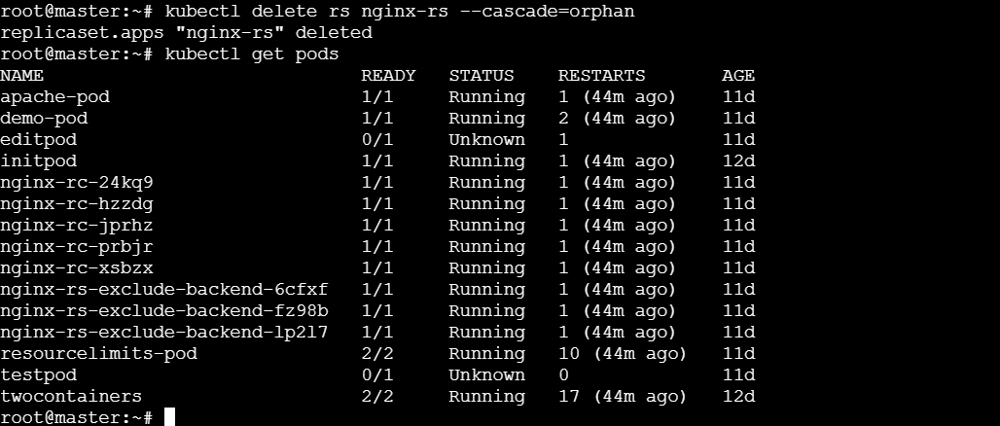 root@master:~# kubectl delete rs nginx-rs --cascade=orphan
replicaset.apps "nginx-rs" deleted
root@master:~# kubectl get pods
NAME                           READY   STATUS    RESTARTS      AGE
apache-pod                     1/1     Running   1 (44m ago)   11d
demo-pod                       1/1     Running   2 (44m ago)   11d
editpod                        0/1     Unknown   1             11d
initpod                        1/1     Running   1 (44m ago)   12d
nginx-rc-24kq9                 1/1     Running   1 (44m ago)   11d
nginx-rc-hzzdg                 1/1     Running   1 (44m ago)   11d
nginx-rc-jprhz                 1/1     Running   1 (44m ago)   11d
nginx-rc-prbjr                 1/1     Running   1 (44m ago)   11d
nginx-rc-xsbzx                 1/1     Running   1 (44m ago)   11d
nginx-rs-exclude-backend-6cfxf   1/1     Running   1 (44m ago)   11d
nginx-rs-exclude-backend-fz98b   1/1     Running   1 (44m ago)   11d
nginx-rs-exclude-backend-lp2l7   1/1     Running   1 (44m ago)   11d
resourcelimits-pod             2/2     Running   10 (44m ago)   11d
testpod                        0/1     Unknown   0             11d
twocontainers                  2/2     Running   17 (44m ago)   12d
root@master:~#